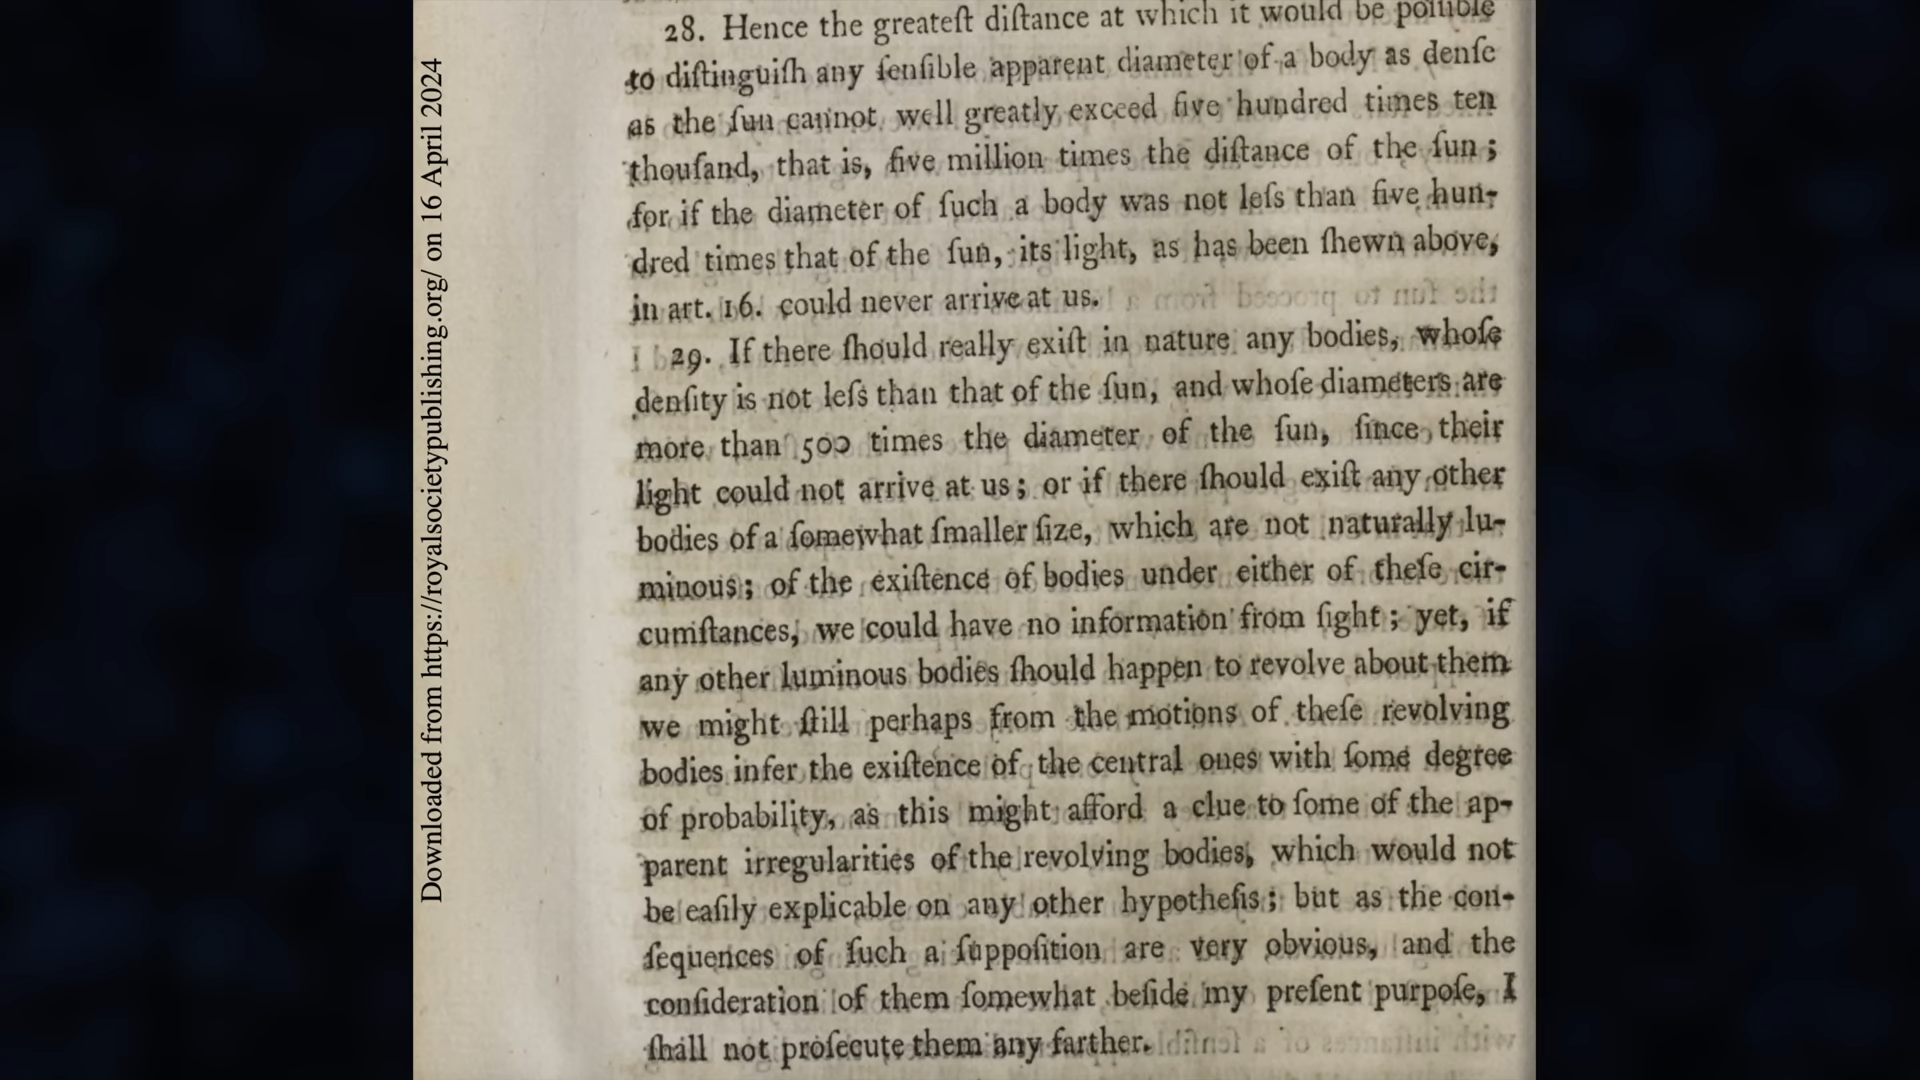 Downloaded from https://royalsocietypublishing.org/ on 16 April 2024
28. Hence the greateſt diſtance at which it would be poſſible
to diſtinguiſh any ſenſible apparent diameter of a body as denſe
as the ſun cannot well greatly exceed five hundred times ten
thouſand, that is, five million times the diſtance of the ſun;
for if the diameter of ſuch a body was not leſs than five hun-
dred times that of the ſun, its light, as has been ſhewn above,
in art. 16. could never arrive at us.
29. If there ſhould really exiſt in nature any bodies, whoſe
denſity is not leſs than that of the ſun, and whoſe diameters are
more than 500 times the diameter of the ſun, ſince their
light could not arrive at us; or if there ſhould exiſt any other
bodies of a ſomewhat ſmaller ſize, which are not naturally lu-
minous; of the exiſtence of bodies under either of theſe cir-
cumſtances, we could have no information from ſight; yet, if
any other luminous bodies ſhould happen to revolve about them
we might ſtill perhaps from the motions of theſe revolving
bodies infer the exiſtence of the central ones with ſome degree
of probability, as this might afford a clue to ſome of the ap-
parent irregularities of the revolving bodies, which would not
be eaſily explicable on any other hypotheſis; but as the con-
ſequences of ſuch a ſuppoſition are very obvious, and the
conſideration of them ſomewhat beſide my preſent purpoſe, I
ſhall not proſecute them any farther.